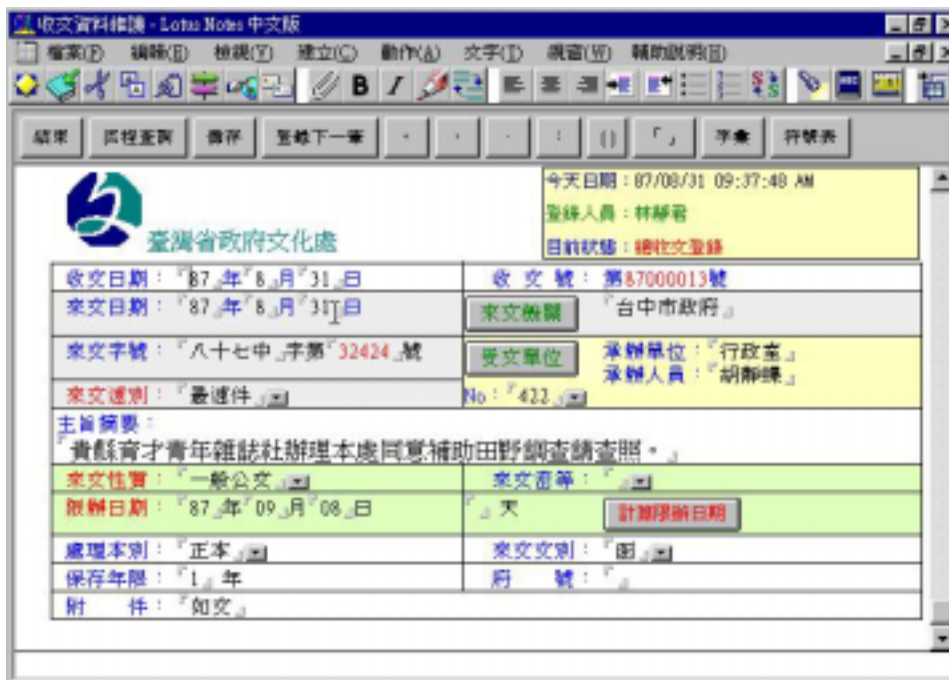 收文資料維護 - Lotus Notes 中文版
檔案(F) 編輯(E) 檢視(V) 建立(C) 動作(A) 文字(T) 視窗(W) 輔助說明(H)
結束 區程查詢 儲存 登錄下一筆 。 , 、 : () 「」 字彙 符號表
今天日期：87/08/31 09:37:48 AM
登錄人員：林靜君
目前狀態：總收文登錄
臺灣省政府文化處
收文日期：「87」年「8」月「31」日 收文號：第87000013號
來文日期：「87」年「8」月「31」日 來文機關 「台中市政府」
來文字號：「八十七中」字第「32424」號 受文單位 承辦單位：「行政室」
承辦人員：「胡靜蝶」
來文速別：「最速件」 No：「422」
主旨摘要：
「貴縣育才青年雜誌社辦理本處同意補助田野調查請查照。」
來文性質：「一般公文」 來文密等：「」
限辦日期：「87」年「09」月「08」日 「」天 計算限辦日期
處理本別：「正本」 來文文別：「函」
保存年限：「1」年 府 號：「」
附 件：「如文」